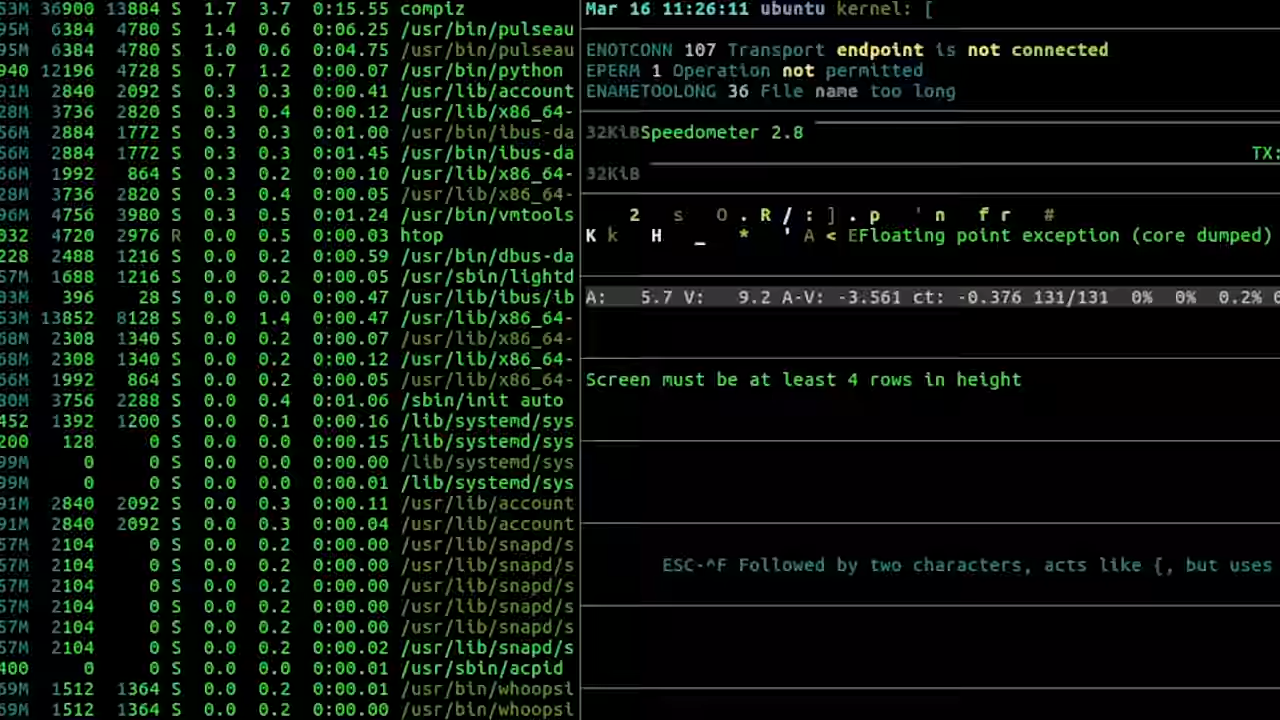 53M 36900 13884 S 1.7 3.7 0:15.55 compiz
95M 6384 4780 S 1.4 0.6 0:06.25 /usr/bin/pulseau
95M 6384 4780 S 1.0 0.6 0:04.75 /usr/bin/pulseau
940 12196 4728 S 0.7 1.2 0:00.07 /usr/bin/python
91M 2840 2092 S 0.3 0.3 0:00.41 /usr/lib/account
28M 3736 2820 S 0.3 0.4 0:00.12 /usr/lib/x86_64-
56M 2884 1772 S 0.3 0.3 0:01.00 /usr/bin/ibus-da
56M 2884 1772 S 0.3 0.3 0:01.45 /usr/bin/ibus-da
66M 1992 864 S 0.3 0.2 0:00.10 /usr/lib/x86_64-
28M 3736 2820 S 0.3 0.4 0:00.05 /usr/lib/x86_64-
96M 4756 3980 S 0.3 0.5 0:01.24 /usr/bin/vmtools
032 4720 2976 R 0.0 0.5 0:00.13 htop
228 2488 1216 S 0.0 0.2 0:00.59 /usr/bin/dbus-da
57M 1688 1216 S 0.0 0.2 0:00.05 /usr/sbin/lightd
03M 396 28 S 0.0 0.0 0:00.47 /usr/lib/ibus/ib
53M 13852 8128 S 0.0 1.4 0:00.47 /usr/lib/x86_64-
68M 2308 1340 S 0.0 0.2 0:00.07 /usr/lib/x86_64-
68M 2308 1340 S 0.0 0.2 0:00.12 /usr/lib/x86_64-
66M 1992 864 S 0.0 0.2 0:00.05 /usr/lib/x86_64-
80M 3756 2288 S 0.0 0.4 0:01.06 /sbin/init auto
452 1392 1200 S 0.0 0.1 0:00.16 /lib/systemd/sys
200 128 0 S 0.0 0.0 0:00.15 /lib/systemd/sys
99M 0 0 S 0.0 0.0 0:00.00 /lib/systemd/sys
99M 0 0 S 0.0 0.0 0:00.01 /lib/systemd/sys
91M 2840 2092 S 0.0 0.3 0:00.11 /usr/lib/account
91M 2840 2092 S 0.0 0.3 0:00.04 /usr/lib/account
57M 2104 0 S 0.0 0.2 0:00.00 /usr/lib/snapd/s
57M 2104 0 S 0.0 0.2 0:00.00 /usr/lib/snapd/s
57M 2104 0 S 0.0 0.2 0:00.00 /usr/lib/snapd/s
57M 2104 0 S 0.0 0.2 0:00.00 /usr/lib/snapd/s
57M 2104 0 S 0.0 0.2 0:00.00 /usr/lib/snapd/s
57M 2104 0 S 0.0 0.2 0:00.02 /usr/lib/snapd/s
400 0 0 S 0.0 0.0 0:00.01 /usr/sbin/acpid
69M 1512 1364 S 0.0 0.2 0:00.01 /usr/bin/whoopsi
69M 1512 1364 S 0.0 0.2 0:00.00 /usr/bin/whoopsi
Mar 16 11:26:11 ubuntu kernel: [
ENOTCONN 107 Transport endpoint is not connected
EPERM 1 Operation not permitted
ENAMETOOLONG 36 File name too long
32KiBSpeedometer 2.8
TX:
32KiB
2 s O . R / : ] . p ' n f r #
K k H _ * ' A < EFloating point exception (core dumped)
A: 5.7 V: 9.2 A-V: -3.561 ct: -0.376 131/131 0% 0% 0.2% 0
Screen must be at least 4 rows in height
ESC-^F Followed by two characters, acts like {, but uses